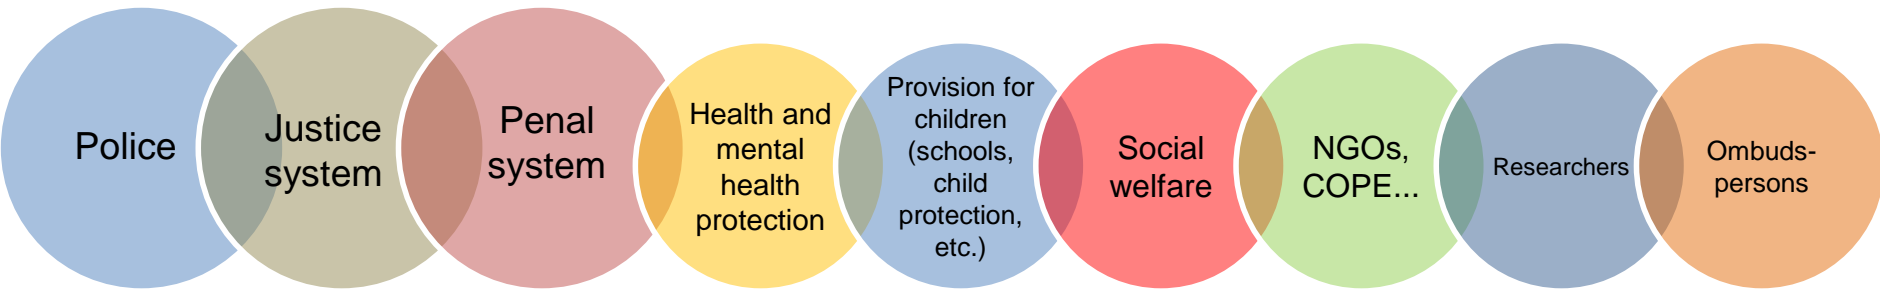 Police
Justice
system
Penal
system
Health and
mental
health
protection
Provision for
children
(schools,
child
protection,
etc.)
Social
welfare
NGOs,
COPE...
Researchers
Ombuds-
persons